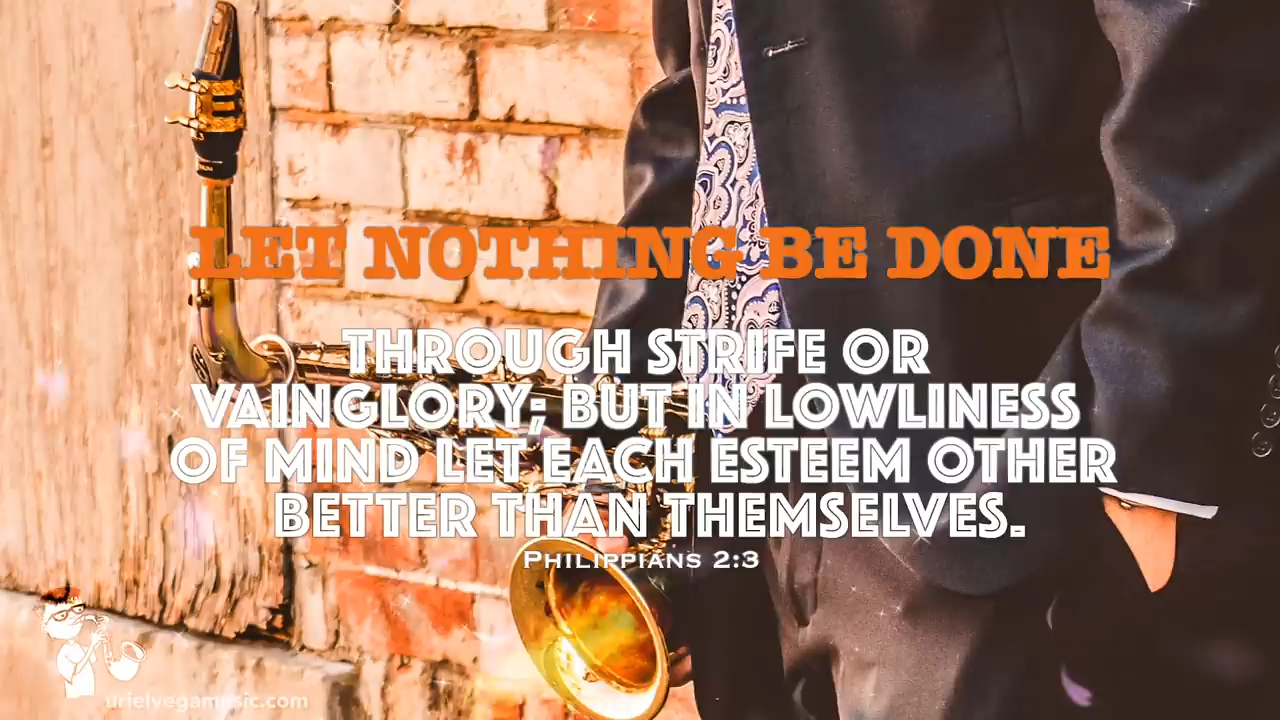 LET NOTHING BE DONE
THROUGH STRIFE OR
VAINGLORY; BUT IN LOWLINESS
OF MIND LET EACH ESTEEM OTHER
BETTER THAN THEMSELVES.
PHILIPPIANS 2:3
urielvegamusic.com